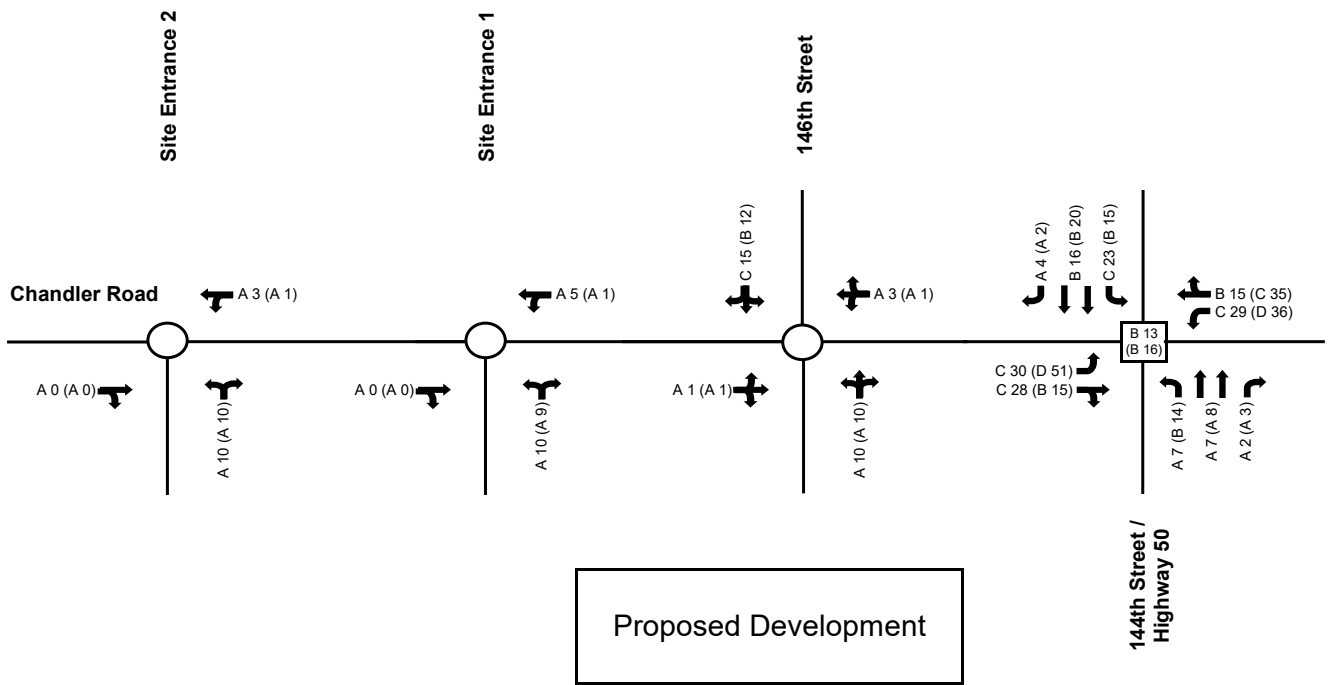 Site Entrance 2
Site Entrance 1
146th Street
Chandler Road
A 3 (A 1)
A 0 (A 0)
A 10 (A 10)
A 5 (A 1)
A 0 (A 0)
A 10 (A 9)
C 15 (B 12)
A 3 (A 1)
A 1 (A 1)
A 10 (A 10)
A 4 (A 2)
B 16 (B 20)
C 23 (B 15)
B 15 (C 35)
C 29 (D 36)
B 13
(B 16)
C 30 (D 51)
C 28 (B 15)
A 7 (B 14)
A 7 (A 8)
A 2 (A 3)
144th Street /
Highway 50
Proposed Development